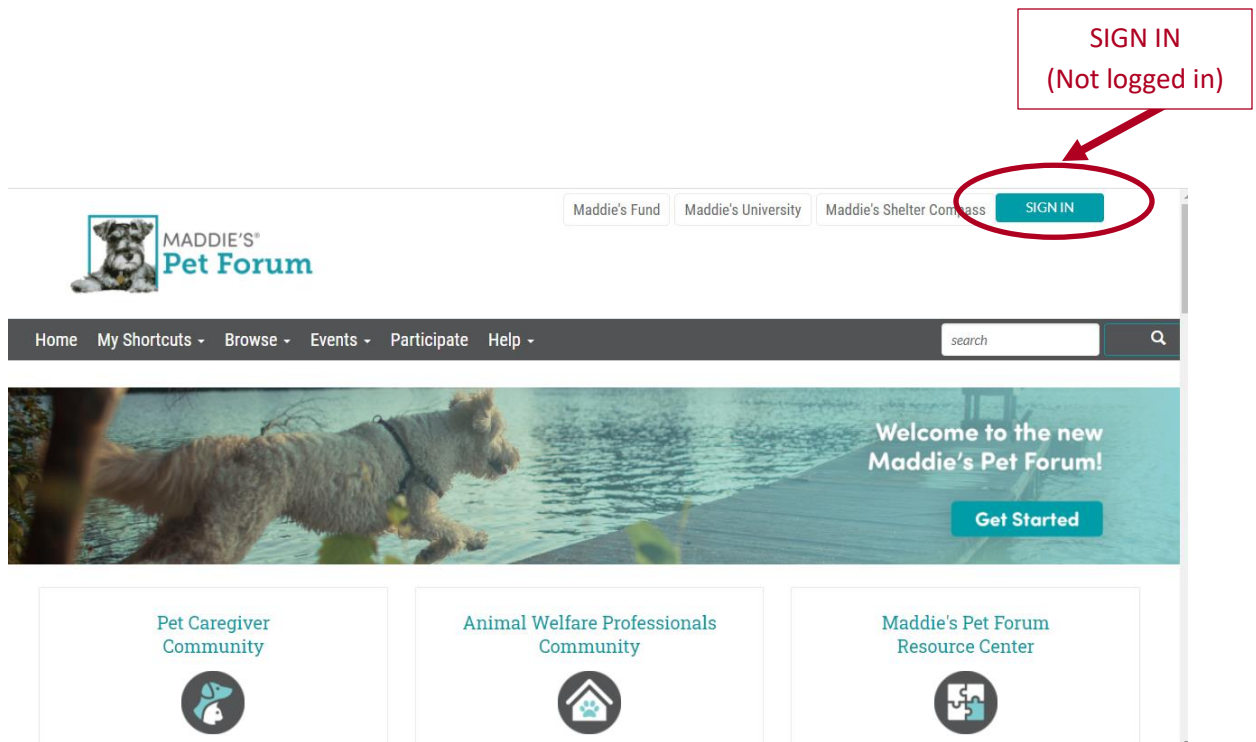 SIGN IN
(Not logged in)
Maddie's Fund Maddie's University Maddie's Shelter Compass SIGN IN
MADDIE'S®
Pet Forum
Home My Shortcuts Browse Events Participate Help search
Welcome to the new
Maddie's Pet Forum!
Get Started
Pet Caregiver
Community
Animal Welfare Professionals
Community
Maddie's Pet Forum
Resource Center